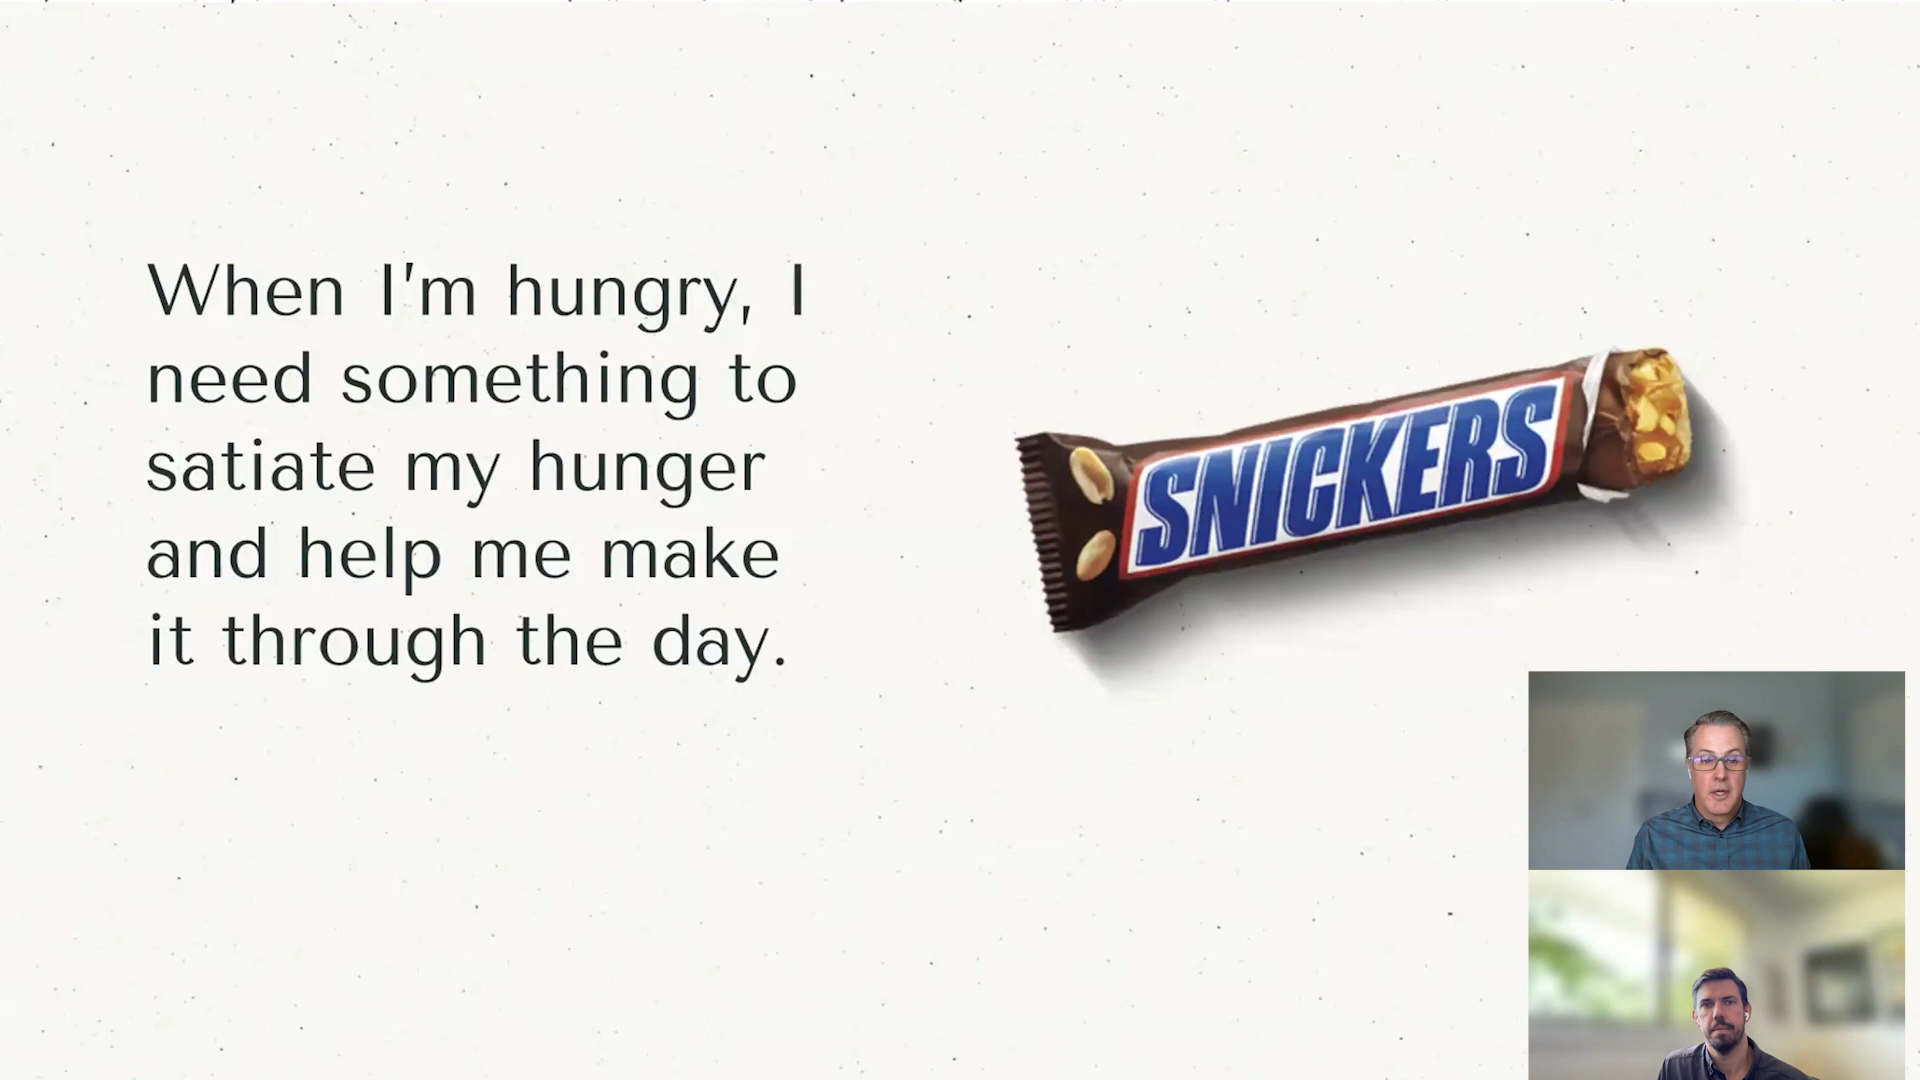 When I'm hungry, I
need something to
satiate my hunger
and help me make
it through the day.
SNICKERS